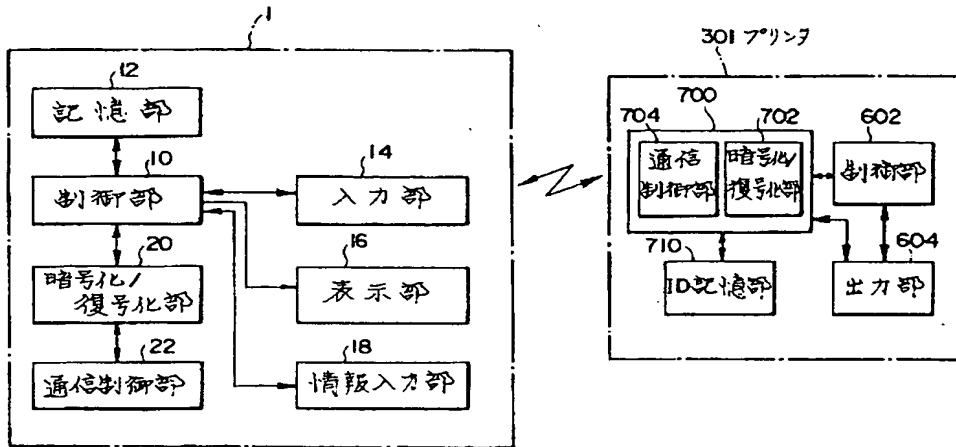 1
12
記憶部
10
制御部
20
暗号化/
復号化部
22
通信制御部
14
入力部
16
表示部
18
情報入力部
301 プリンタ
700
704
通信
制御部
702
暗号化/
復号化部
602
制御部
710
ID記憶部
604
出力部